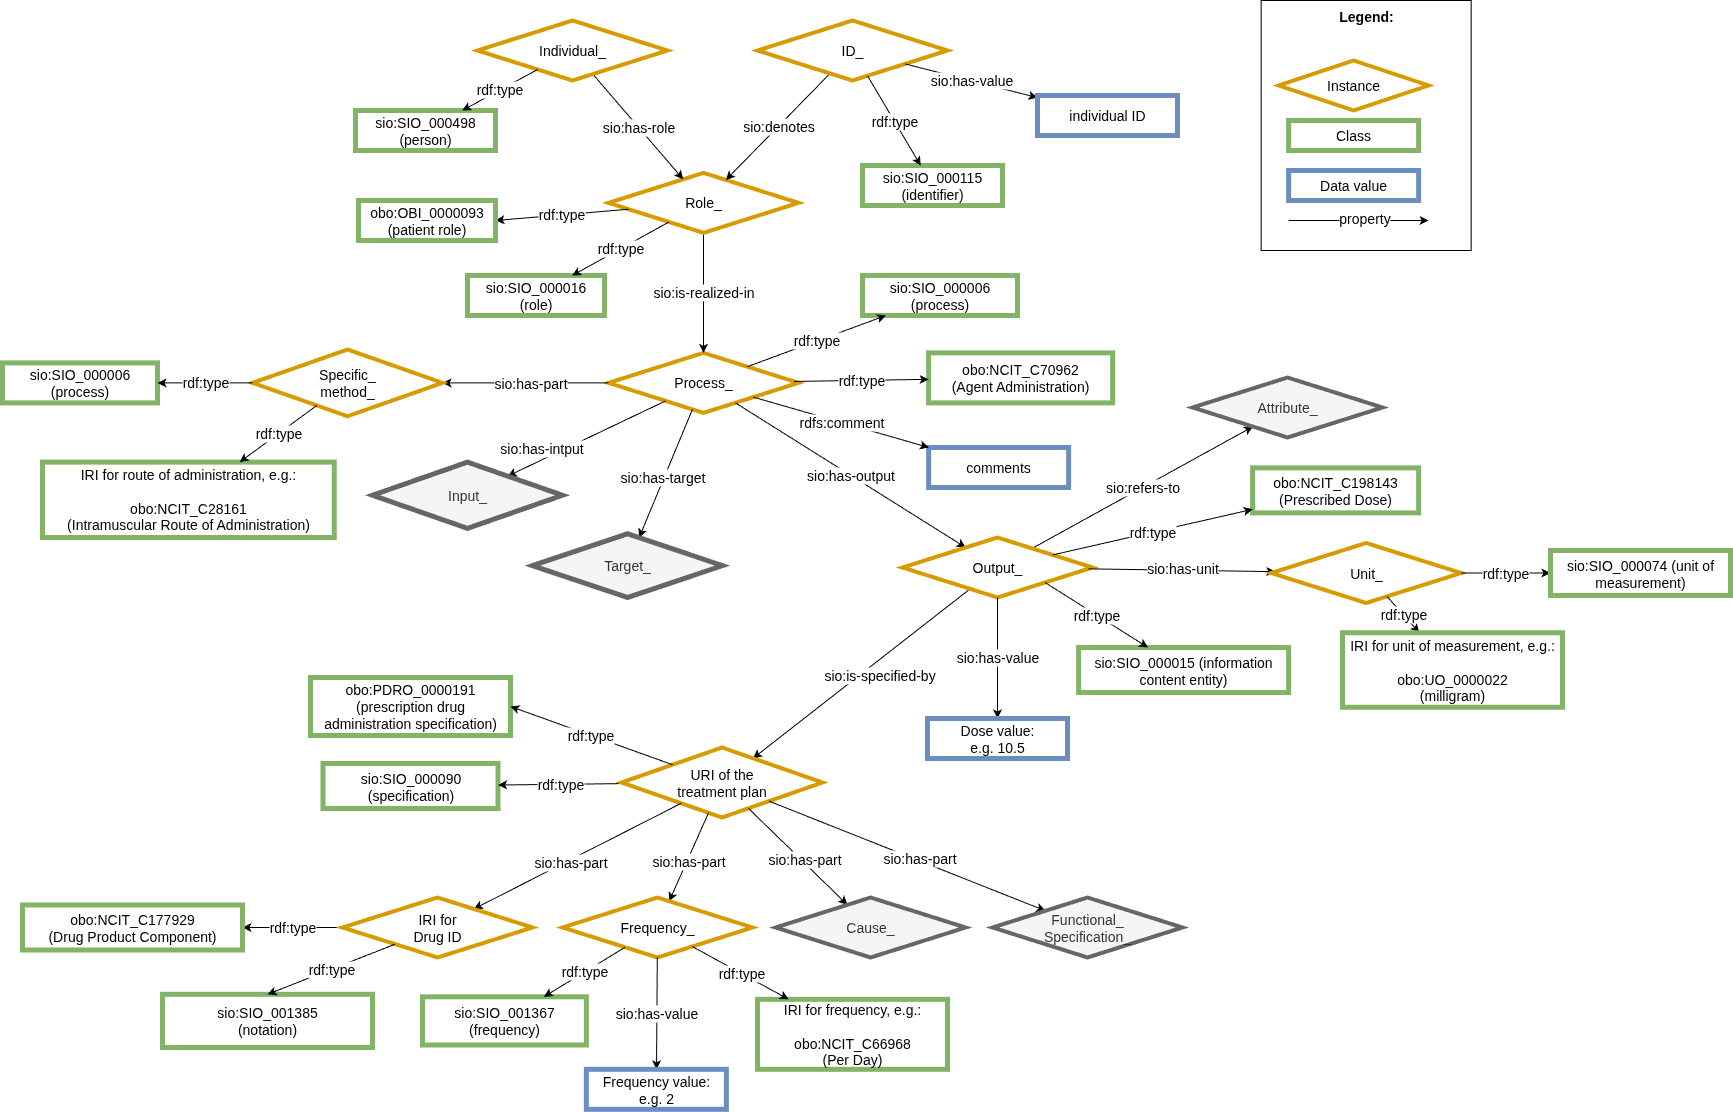 Legend:
Individual_
ID_
sio:has-value
Instance
rdf:type
individual ID
sio:SIO_000498
(person)
sio:has-role
sio:denotes
rdf:type
Class
sio:SIO_000115
(identifier)
Data value
Role_
obo:OBI_0000093
(patient role)
rdf:type
property
rdf:type
sio:SIO_000016
(role)
sio:is-realized-in
sio:SIO_000006
(process)
rdf:type
sio:SIO_000006
(process)
rdf:type
Specific_
method_
sio:has-part
Process_
rdf:type
obo:NCIT_C70962
(Agent Administration)
rdfs:comment
Attribute_
rdf:type
sio:has-intput
comments
IRI for route of administration, e.g.:
obo:NCIT_C28161
(Intramuscular Route of Administration)
Input_
sio:has-target
sio:has-output
sio:refers-to
obo:NCIT_C198143
(Prescribed Dose)
rdf:type
Target_
Output_
sio:has-unit
Unit_
rdf:type
sio:SIO_000074 (unit of
measurement)
rdf:type
rdf:type
sio:has-value
sio:SIO_000015 (information
content entity)
IRI for unit of measurement, e.g.:
obo:UO_0000022
(milligram)
sio:is-specified-by
obo:PDRO_0000191
(prescription drug
administration specification)
rdf:type
Dose value:
e.g. 10.5
sio:SIO_000090
(specification)
rdf:type
URI of the
treatment plan
sio:has-part
sio:has-part
sio:has-part
sio:has-part
obo:NCIT_C177929
(Drug Product Component)
rdf:type
IRI for
Drug ID
Frequency_
Cause_
Functional_
Specification_
rdf:type
rdf:type
rdf:type
sio:SIO_001385
(notation)
sio:SIO_001367
(frequency)
sio:has-value
IRI for frequency, e.g.:
obo:NCIT_C66968
(Per Day)
Frequency value:
e.g. 2